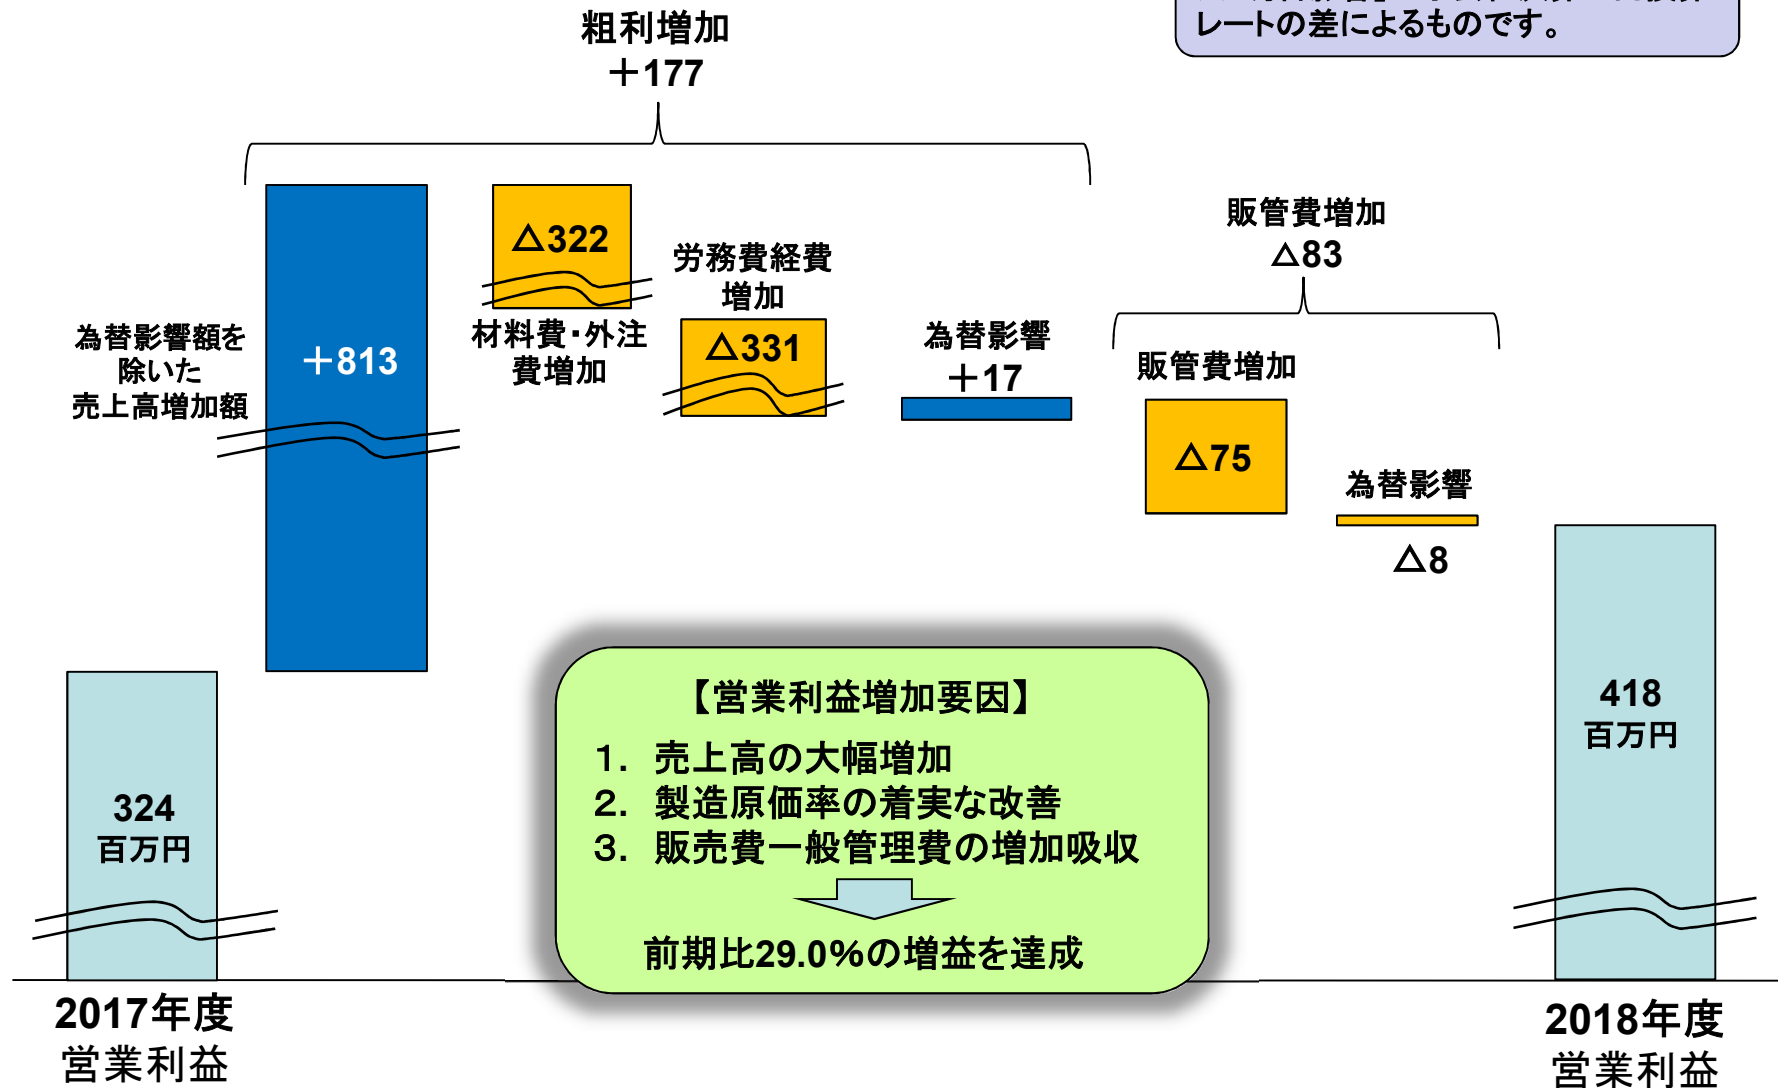 レートの差によるものです。
粗利増加
＋177
為替影響額を
除いた
売上高増加額
＋813
△322
材料費・外注
費増加
労務費経費
増加
△331
為替影響
＋17
販管費増加
△83
販管費増加
△75
為替影響
△8
324
百万円
418
百万円
【営業利益増加要因】
１．売上高の大幅増加
２．製造原価率の着実な改善
３．販売費一般管理費の増加吸収
前期比29.0％の増益を達成
2017年度
営業利益
2018年度
営業利益